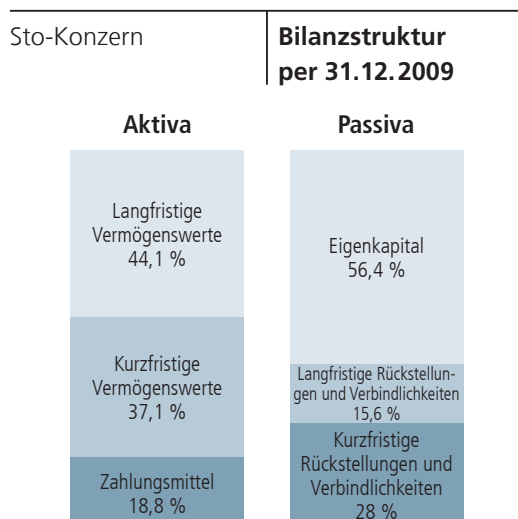 Sto-Konzern
Bilanzstruktur
per 31.12.2009
Aktiva
Langfristige
Vermögenswerte
44,1 %
Kurzfristige
Vermögenswerte
37,1 %
Zahlungsmittel
18,8 %
Passiva
Eigenkapital
56,4 %
Langfristige Rückstellun-
gen und Verbindlichkeiten
15,6 %
Kurzfristige
Rückstellungen und
Verbindlichkeiten
28 %